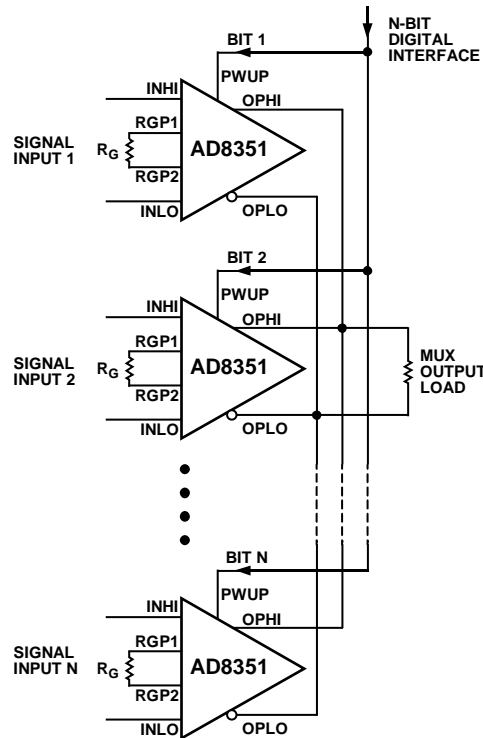 N-BIT
DIGITAL
INTERFACE
BIT 1
PWUP
INHI
OPHI
RGP1
SIGNAL
INPUT 1
RG
AD8351
RGP2
INLO
OPLO
BIT 2
PWUP
INHI
OPHI
RGP1
SIGNAL
INPUT 2
RG
AD8351
RGP2
MUX
OUTPUT
LOAD
INLO
OPLO
BIT N
PWUP
INHI
OPHI
RGP1
SIGNAL
INPUT N
RG
AD8351
RGP2
INLO
OPLO